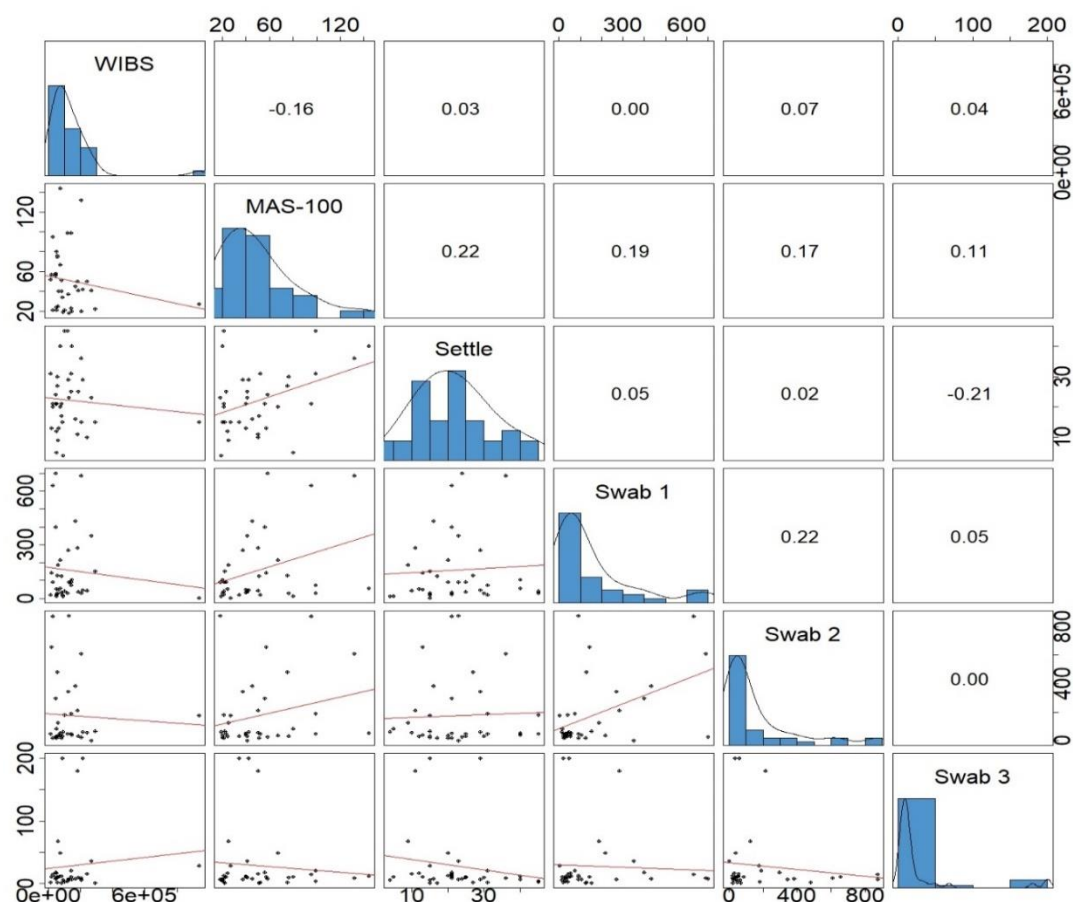 20 60 120 0 300 600 0 100 200
WIBS -0.16 0.03 0.00 0.07 0.04 0e+00 6e+05
20 60 120 MAS-100 0.22 0.19 0.17 0.11
Settle 0.05 0.02 -0.21 10 30
0 300 600 Swab 1 0.22 0.05
Swab 2 0.00 0 400 800
0 100 200 Swab 3
0e+00 6e+05 10 30 0 400 800